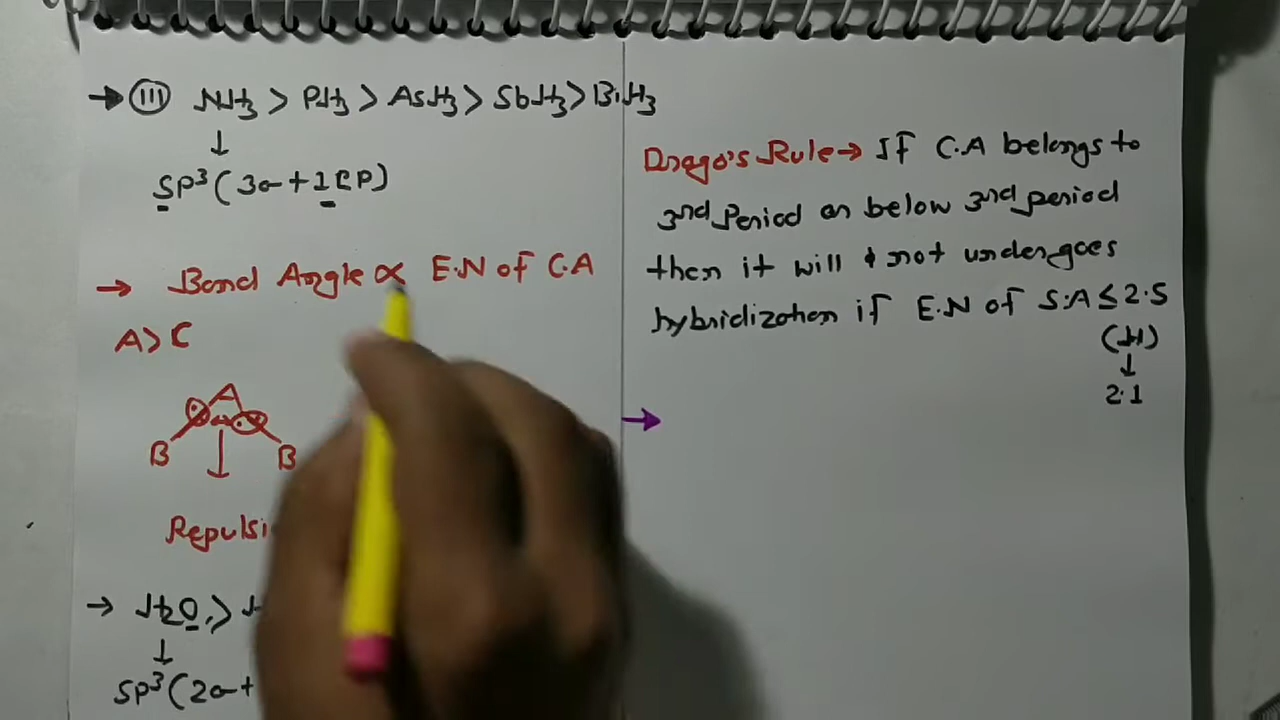 → (III) NH3 > PH3 > AsH3 > SbH3 > BiH3
↓
SP³ (3σ + 1LP)
→ Bond Angle ∝ E.N of C.A
A > C
A
B B
↓
Repulsi
→ H2O, > H
↓
SP³ (2σ +
Drago's Rule → If C.A belongs to
3rd Period or below 3rd period
then it will not undergoes
hybridization if E.N of S.A ≤ 2.5
(H)
↓
2.1
→